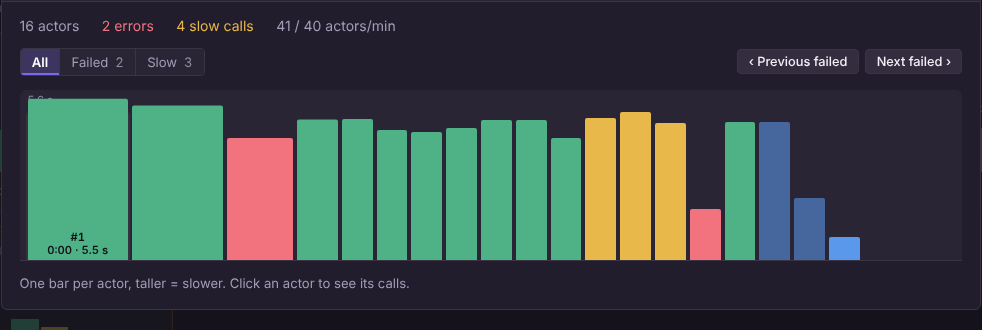 16 actors 2 errors 4 slow calls 41 / 40 actors/min
All Failed 2 Slow 3 ‹ Previous failed Next failed ›
#1
0:00 · 5.5 s
One bar per actor, taller = slower. Click an actor to see its calls.